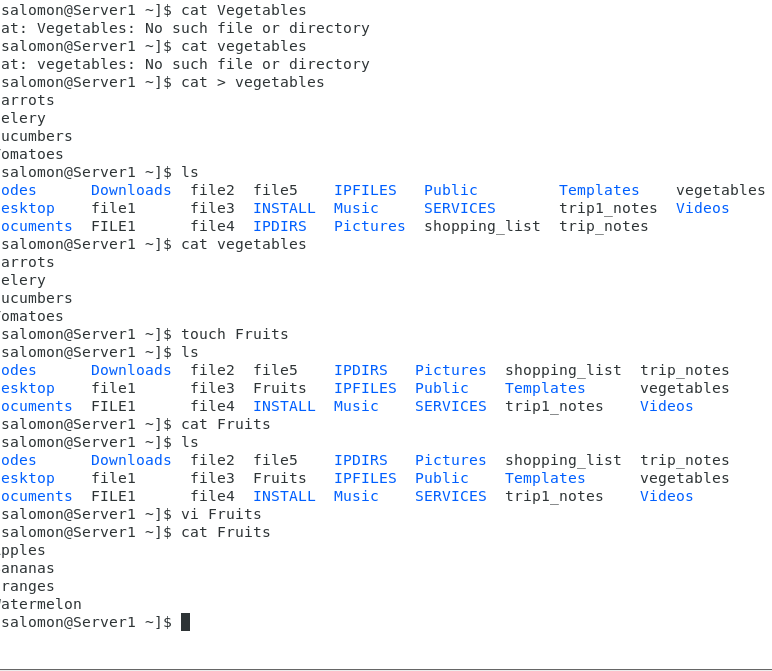 salomon@Server1 ~]$ cat Vegetables
at: Vegetables: No such file or directory
salomon@Server1 ~]$ cat vegetables
at: vegetables: No such file or directory
salomon@Server1 ~]$ cat > vegetables
arrots
elery
ucumbers
omatoes
salomon@Server1 ~]$ ls
odes Downloads file2 file5 IPFILES Public Templates vegetables
esktop file1 file3 INSTALL Music SERVICES trip1_notes Videos
ocuments FILE1 file4 IPDIRS Pictures shopping_list trip_notes
salomon@Server1 ~]$ cat vegetables
arrots
elery
ucumbers
omatoes
salomon@Server1 ~]$ touch Fruits
salomon@Server1 ~]$ ls
odes Downloads file2 file5 IPDIRS Pictures shopping_list trip_notes
esktop file1 file3 Fruits IPFILES Public Templates vegetables
ocuments FILE1 file4 INSTALL Music SERVICES trip1_notes Videos
salomon@Server1 ~]$ cat Fruits
salomon@Server1 ~]$ ls
odes Downloads file2 file5 IPDIRS Pictures shopping_list trip_notes
esktop file1 file3 Fruits IPFILES Public Templates vegetables
ocuments FILE1 file4 INSTALL Music SERVICES trip1_notes Videos
salomon@Server1 ~]$ vi Fruits
salomon@Server1 ~]$ cat Fruits
pples
ananas
ranges
atermelon
salomon@Server1 ~]$